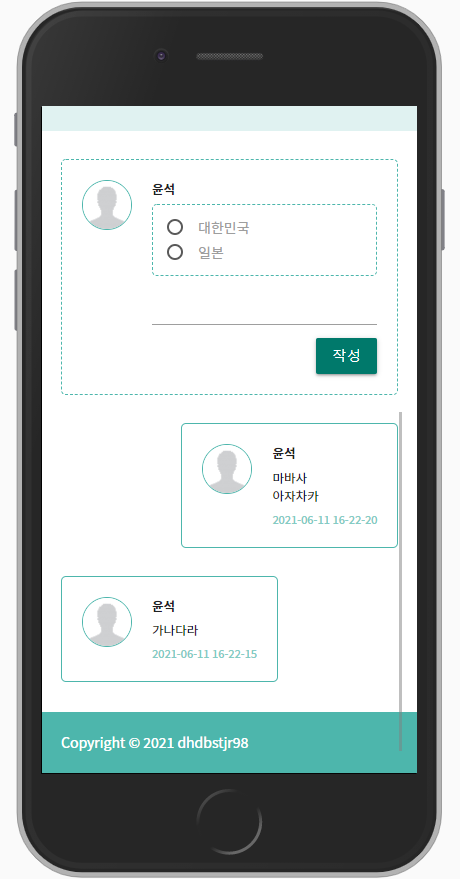 윤석
대한민국
일본
작성
윤석
마바사
아자차카
2021-06-11 16-22-20
윤석
가나다라
2021-06-11 16-22-15
Copyright © 2021 dhdbstjr98